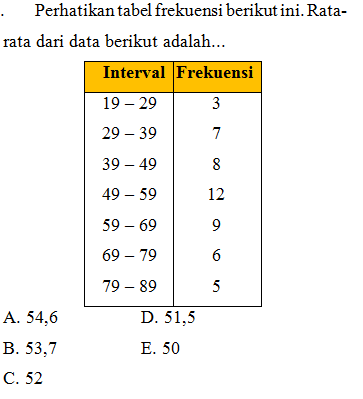 . Perhatikan tabel frekuensi berikut ini. Rata-
rata dari data berikut adalah...
Interval Frekuensi
19 – 29 3
29 – 39 7
39 – 49 8
49 – 59 12
59 – 69 9
69 – 79 6
79 – 89 5
A. 54,6 D. 51,5
B. 53,7 E. 50
C. 52